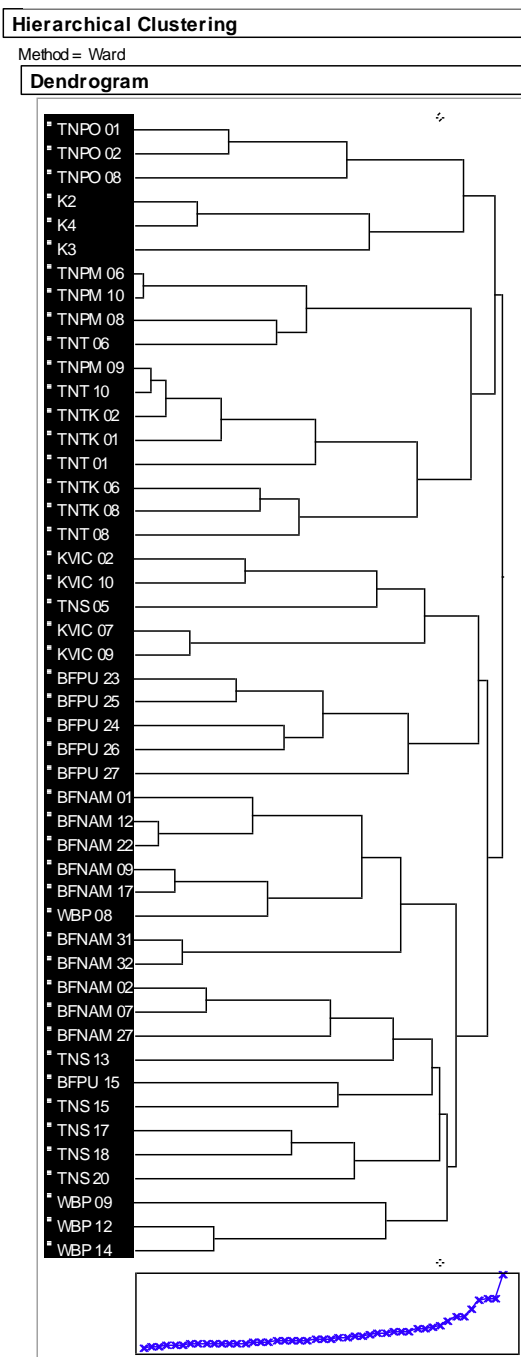 Hierarchical Clustering
Method = Ward
Dendrogram
TNPO 01
TNPO 02
TNPO 08
K2
K4
K3
TNPM 06
TNPM 10
TNPM 08
TNT 06
TNPM 09
TNT 10
TNTK 02
TNTK 01
TNT 01
TNTK 06
TNTK 08
TNT 08
KVIC 02
KVIC 10
TNS 05
KVIC 07
KVIC 09
BFPU 23
BFPU 25
BFPU 24
BFPU 26
BFPU 27
BFNAM 01
BFNAM 12
BFNAM 22
BFNAM 09
BFNAM 17
WBP 08
BFNAM 31
BFNAM 32
BFNAM 02
BFNAM 07
BFNAM 27
TNS 13
BFPU 15
TNS 15
TNS 17
TNS 18
TNS 20
WBP 09
WBP 12
WBP 14